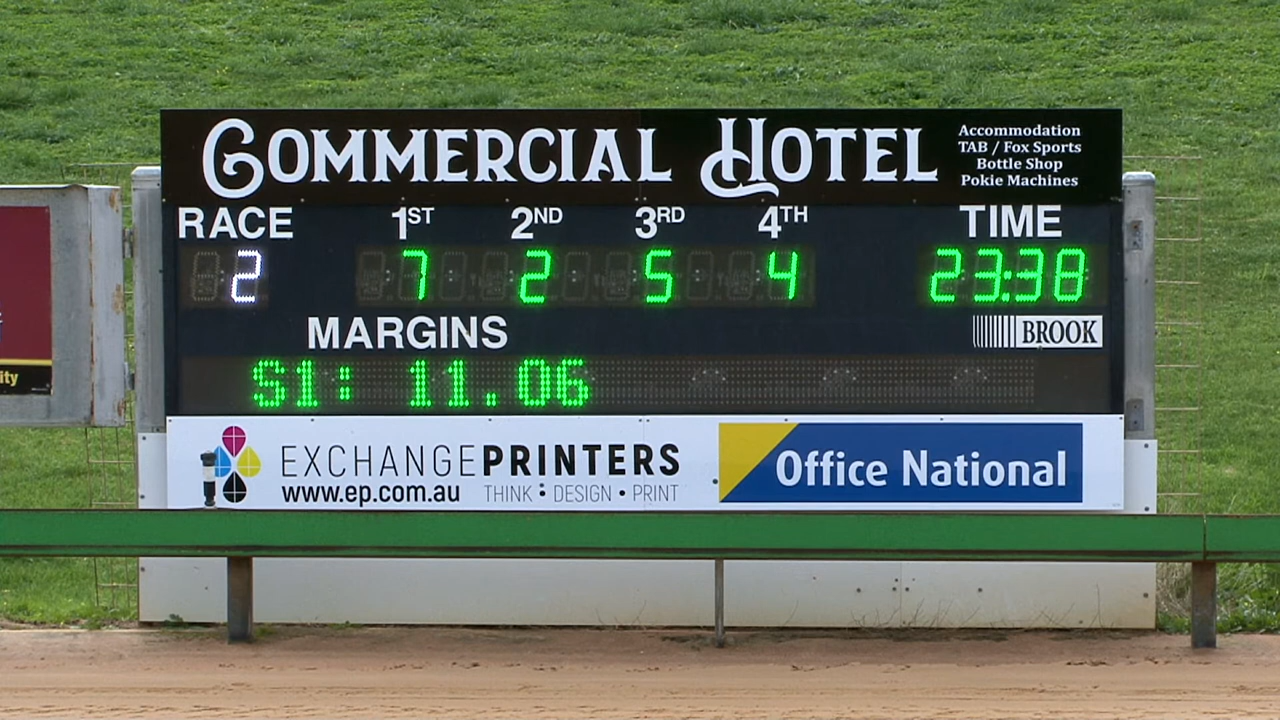 COMMERCIAL HOTEL
Accommodation
TAB / Fox Sports
Bottle Shop
Pokie Machines
RACE 1ST 2ND 3RD 4TH TIME
2 7 2 5 4 23:38
MARGINS
BROOK
S1: 11.06
ity
EXCHANGEPRINTERS
www.ep.com.au THINK : DESIGN • PRINT
Office National